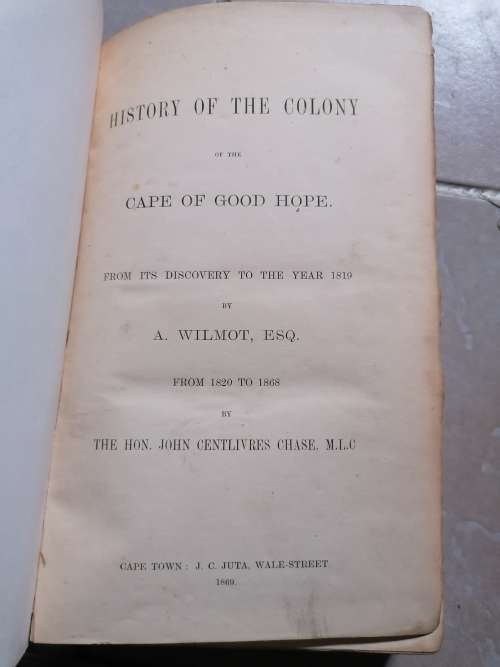 HISTORY OF THE COLONY
OF THE
CAPE OF GOOD HOPE.
FROM ITS DISCOVERY TO THE YEAR 1819
BY
A. WILMOT, ESQ.
FROM 1820 TO 1868
BY
THE HON. JOHN CENTLIVRES CHASE, M.L.C
CAPE TOWN: J. C. JUTA, WALE-STREET
1869.